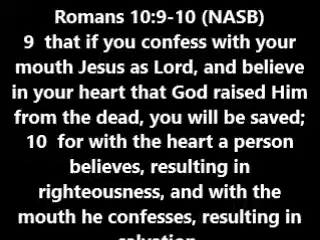 Romans 10:9-10 (NASB)
9 that if you confess with your
mouth Jesus as Lord, and believe
in your heart that God raised Him
from the dead, you will be saved;
10 for with the heart a person
believes, resulting in
righteousness, and with the
mouth he confesses, resulting in
salvation